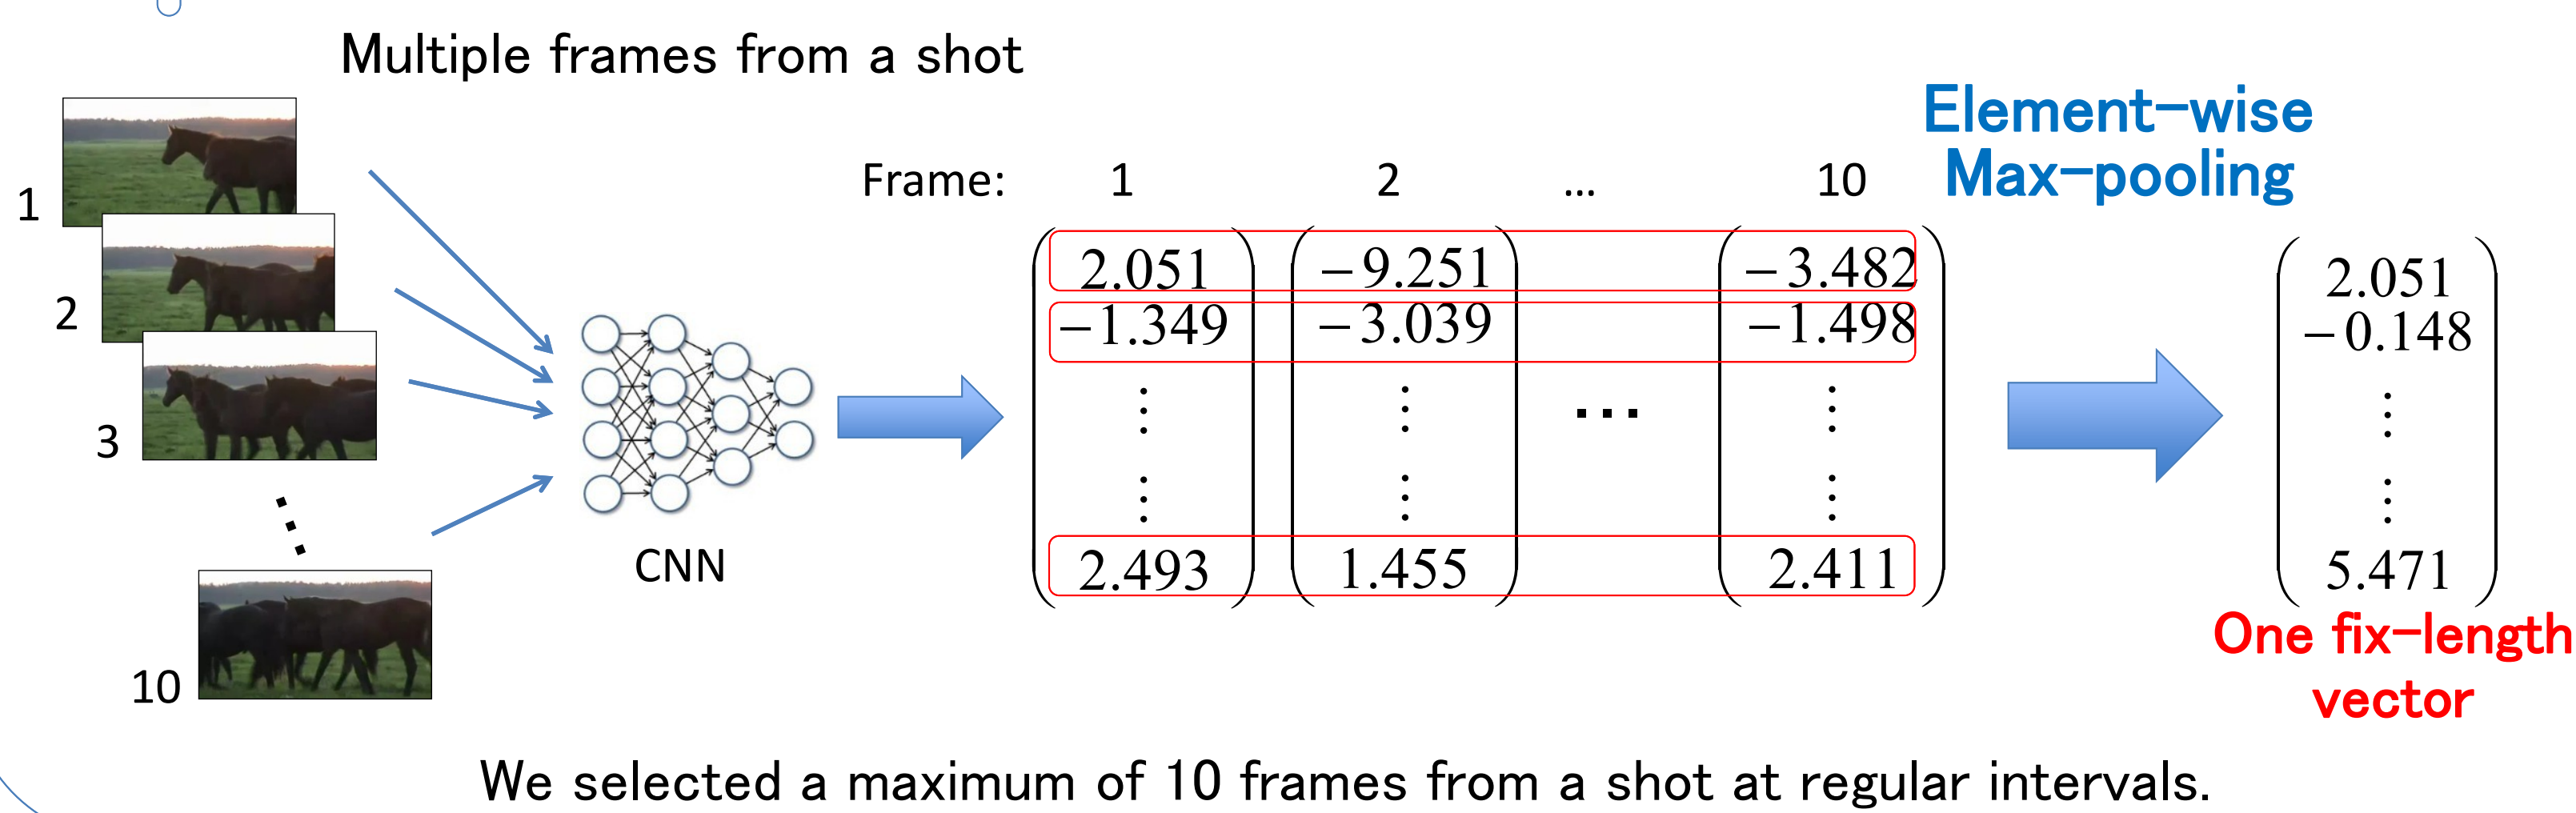 Multiple frames from a shot
1
2
3
10
CNN
Frame: 1 2 … 10
2.051 −9.251 −3.482
−1.349 −3.039 … −1.498
2.493 1.455 2.411
Element-wise
Max-pooling
2.051
−0.148
5.471
One fix-length
vector
We selected a maximum of 10 frames from a shot at regular intervals.